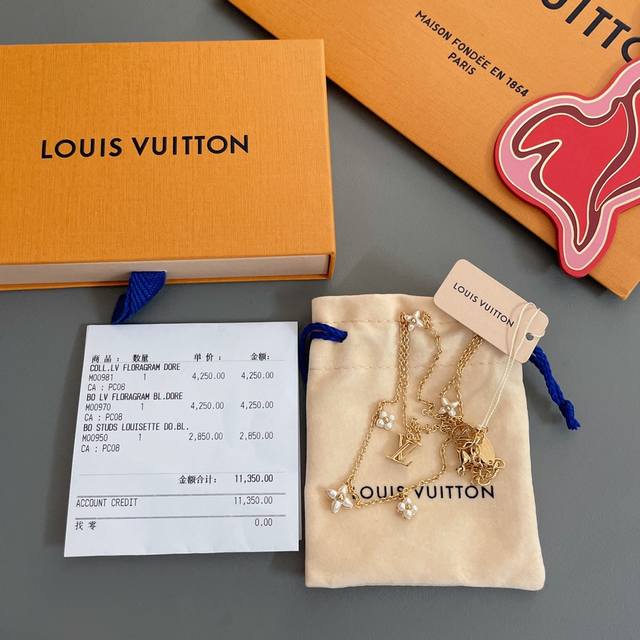 LOUIS VUITTON
MAISON FONDÉE EN 1854
PARIS
LOUIS VUITTON
商品： 数量 单价： 金额：
COLL.LV FLORAGRAM DORE
M00981 1 4,250.00 4,250.00
CA : PC08
BO LV FLORAGRAM BL.DORE
M00970 1 4,250.00 4,250.00
CA : PC08
BO STUDS LOUISETTE DO.BL.
M00950 1 2,850.00 2,850.00
CA : PC08
金额合计： 11,350.00
ACCOUNT CREDIT 11,350.00
找零 0.00
LV
LOUIS VUITTON